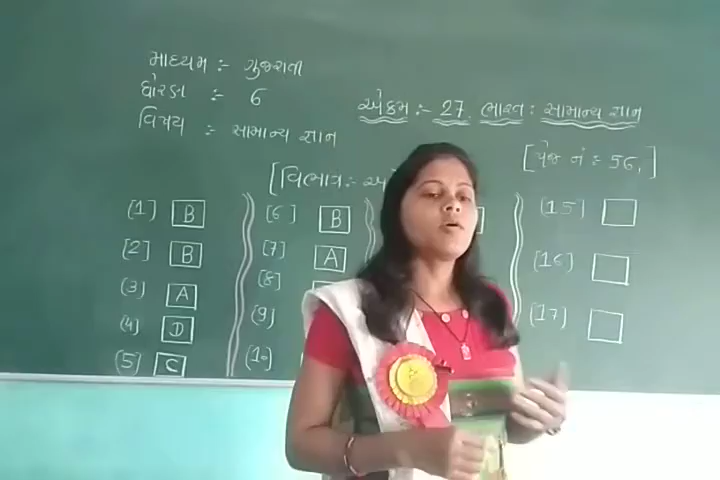 માધ્યમ :- ગુજરાતી
ધોરણ :- 6
વિષય :- સામાન્ય જ્ઞાન
એકમ :- 27. ભારત : સામાન્ય જ્ઞાન
[પેજ નં :- 56.]
[વિભાગ :- અ
(1) B
(2) B
(3) A
(4) D
(5) C
(6) B
(7) A
(8)
(9)
(10)
(15)
(16)
(17)